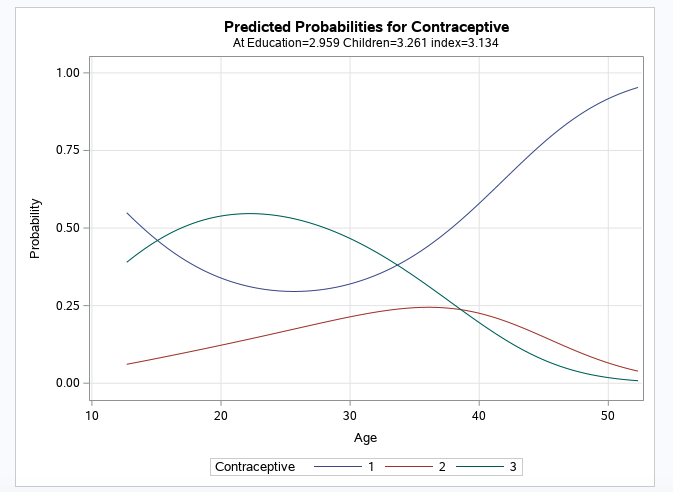 Predicted Probabilities for Contraceptive
At Education=2.959 Children=3.261 index=3.134
1.00
0.75
0.50
0.25
0.00
Probability
10 20 30 40 50
Age
Contraceptive 1 2 3